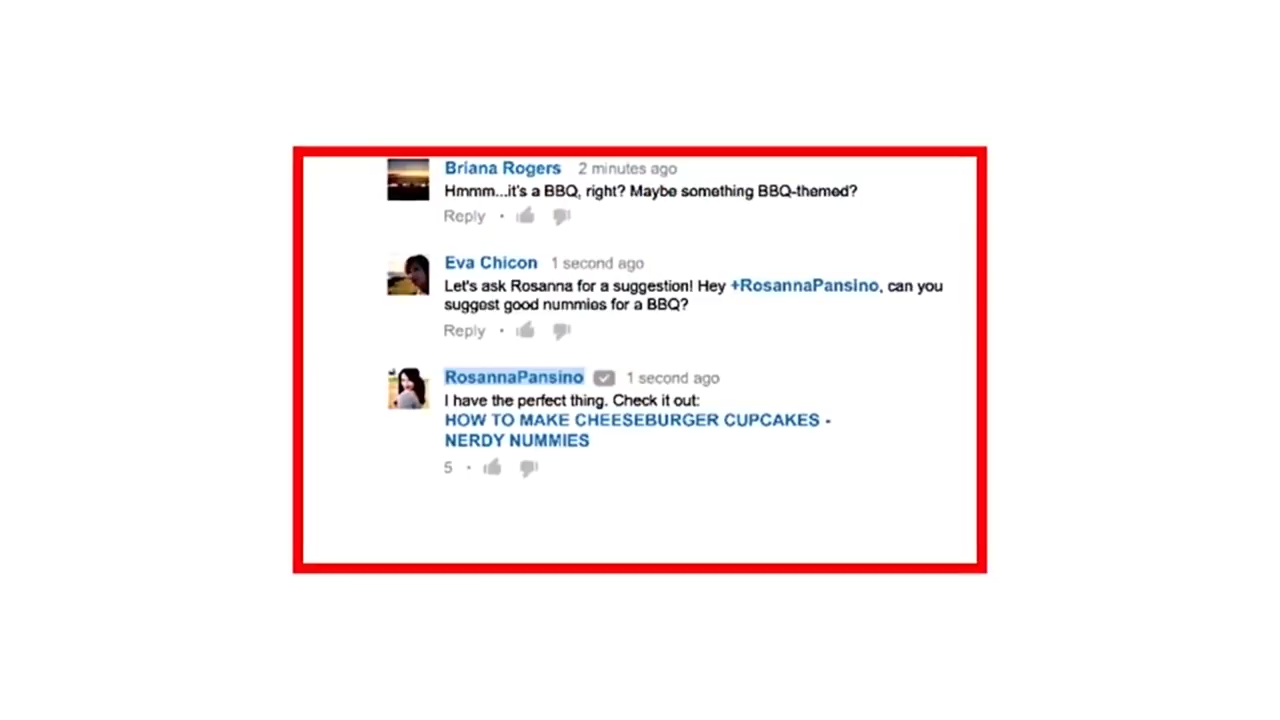 Briana Rogers 2 minutes ago
Hmmm...it's a BBQ, right? Maybe something BBQ-themed?
Reply •
Eva Chicon 1 second ago
Let's ask Rosanna for a suggestion! Hey +RosannaPansino, can you
suggest good nummies for a BBQ?
Reply •
RosannaPansino 1 second ago
I have the perfect thing. Check it out:
HOW TO MAKE CHEESEBURGER CUPCAKES -
NERDY NUMMIES
5 •